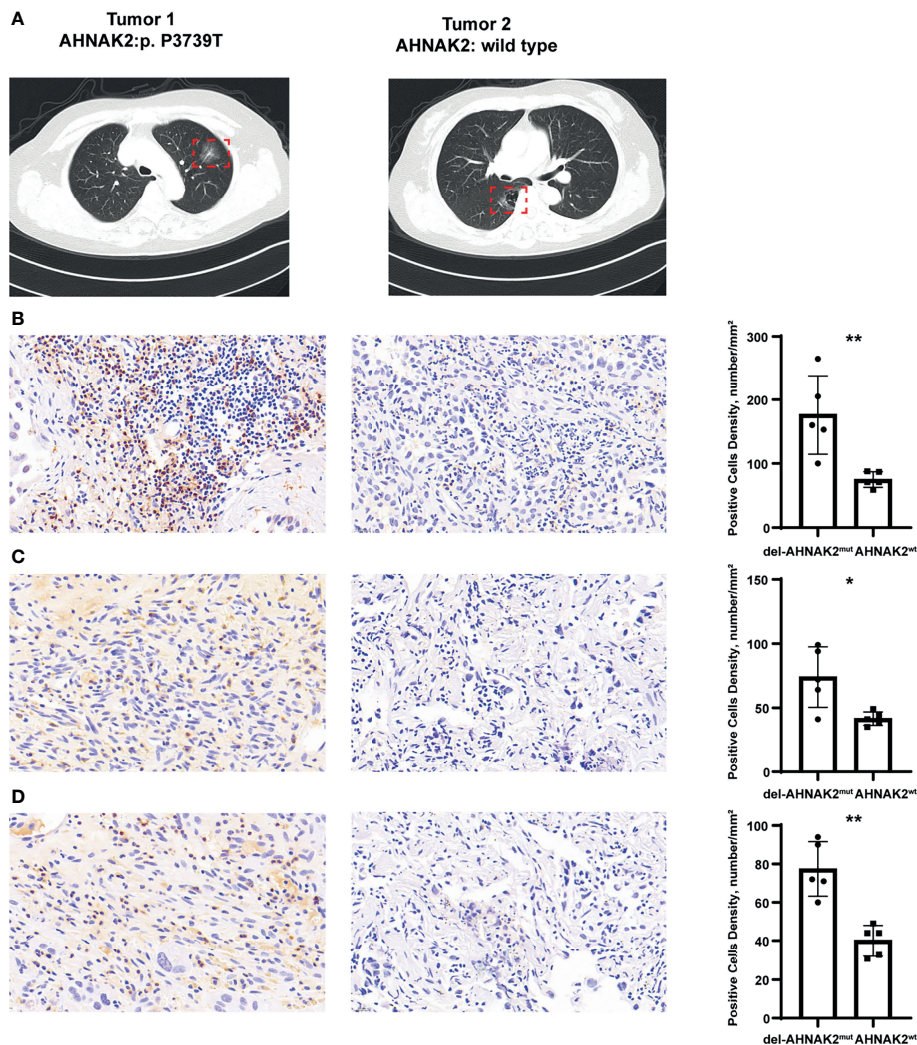 A
Tumor 1
AHNAK2:p. P3739T
Tumor 2
AHNAK2: wild type
B
Positive Cells Density, number/mm²
300
200
100
0
**
del-AHNAK2ᵐᵘᵗ AHNAK2ʷᵗ
C
Positive Cells Density, number/mm²
150
100
50
0
*
del-AHNAK2ᵐᵘᵗ AHNAK2ʷᵗ
D
Positive Cells Density, number/mm²
100
80
60
40
20
0
**
del-AHNAK2ᵐᵘᵗ AHNAK2ʷᵗ